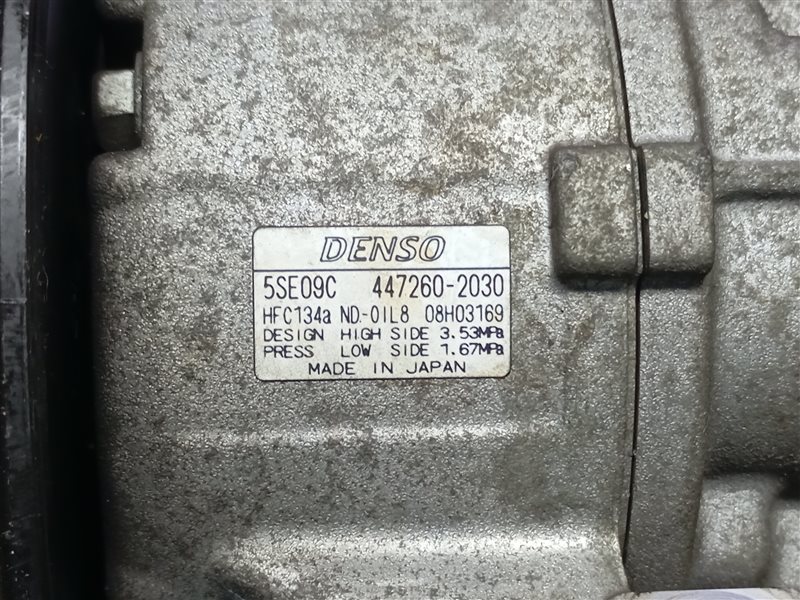 DENSO
5SE09C 447260-2030
HFC134a ND-OIL8 08H03169
DESIGN HIGH SIDE 3.53MPa
PRESS LOW SIDE 1.67MPa
MADE IN JAPAN